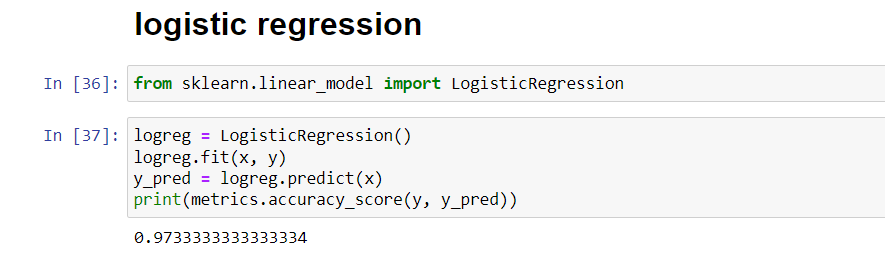 logistic regression
In [36]: from sklearn.linear_model import LogisticRegression
In [37]: logreg = LogisticRegression()
logreg.fit(x, y)
y_pred = logreg.predict(x)
print(metrics.accuracy_score(y, y_pred))
0.9733333333333334